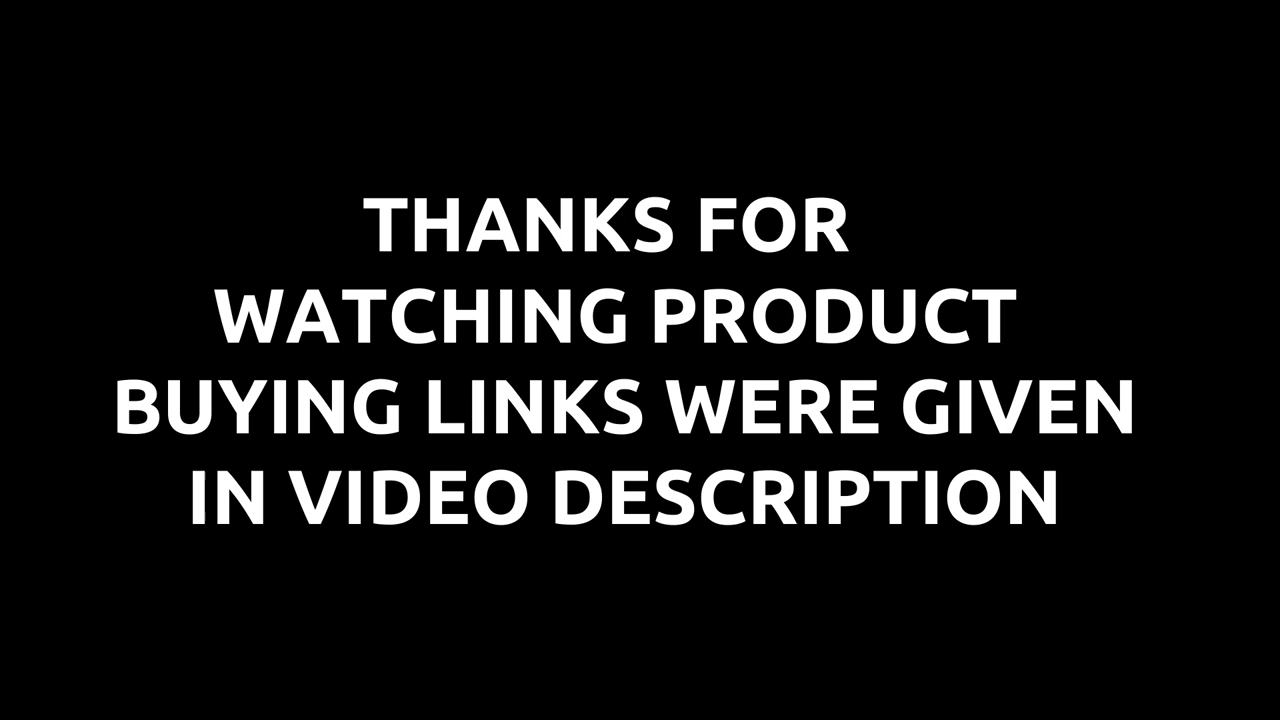 THANKS FOR
WATCHING PRODUCT
BUYING LINKS WERE GIVEN
IN VIDEO DESCRIPTION